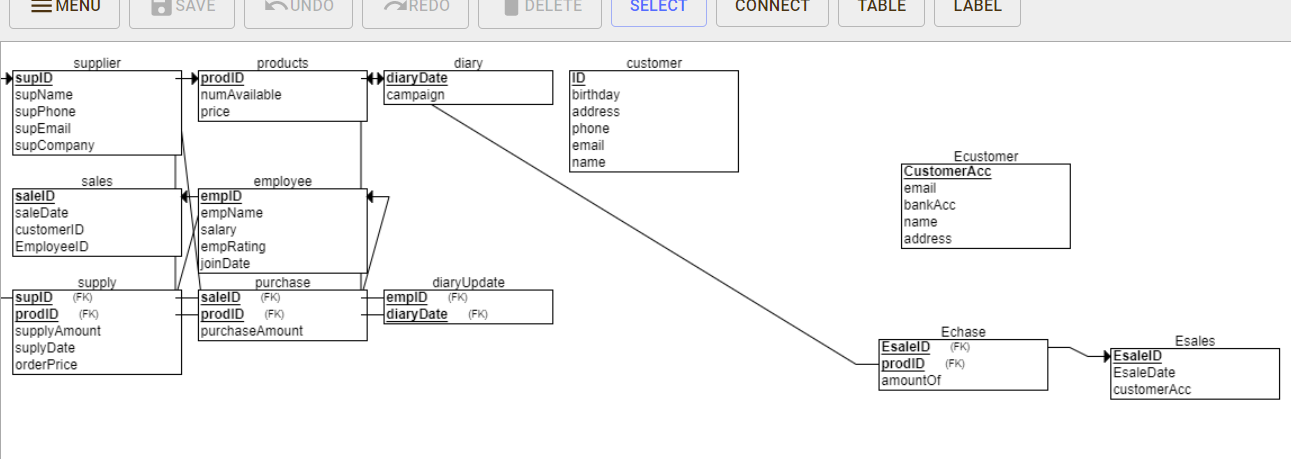 MENU
SAVE
UNDO
REDO
DELETE
SELECT
CONNECT
TABLE
LABEL
supplier
supID
supName
supPhone
supEmail
supCompany
products
prodID
numAvailable
price
diary
diaryDate
campaign
customer
ID
birthday
address
phone
email
name
Ecustomer
CustomerAcc
email
bankAcc
name
address
sales
saleID
saleDate
customerID
EmployeeID
employee
empID
empName
salary
empRating
joinDate
supply
supID (FK)
prodID (FK)
supplyAmount
suplyDate
orderPrice
purchase
saleID (FK)
prodID (FK)
purchaseAmount
diaryUpdate
empID (FK)
diaryDate (FK)
Echase
EsaleID (FK)
prodID (FK)
amountOf
Esales
EsaleID
EsaleDate
customerAcc